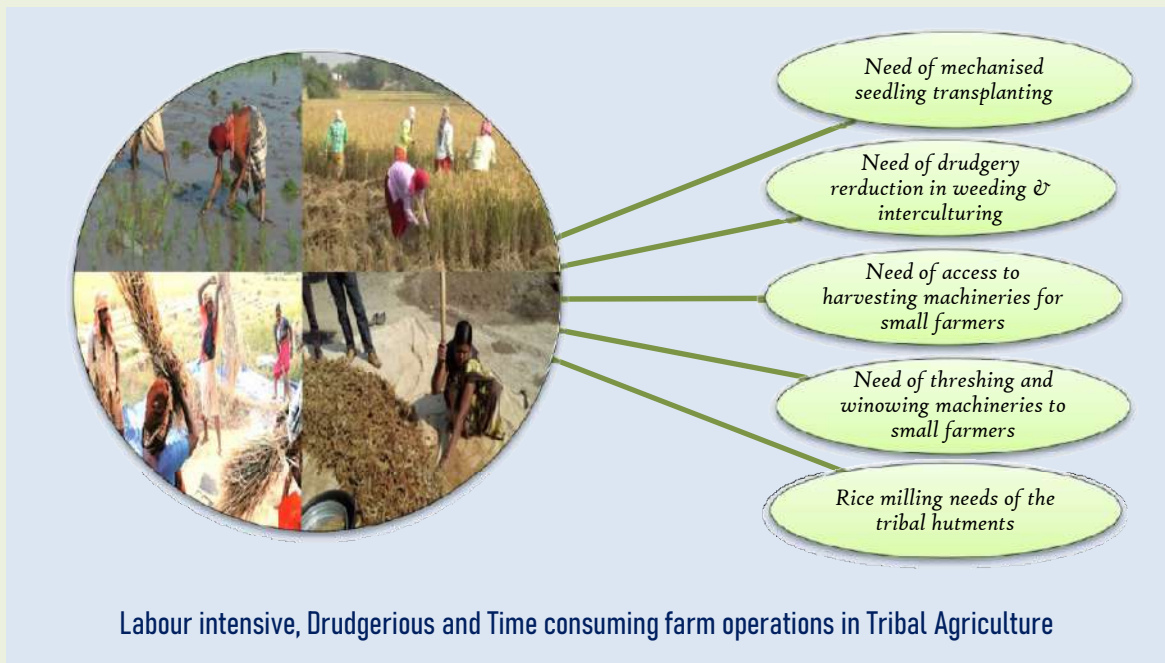 Need of mechanised
seedling transplanting
Need of drudgery
rerduction in weeding &
interculturing
Need of access to
harvesting machineries for
small farmers
Need of threshing and
winowing machineries to
small farmers
Rice milling needs of the
tribal hutments
Labour intensive, Drudgerious and Time consuming farm operations in Tribal Agriculture